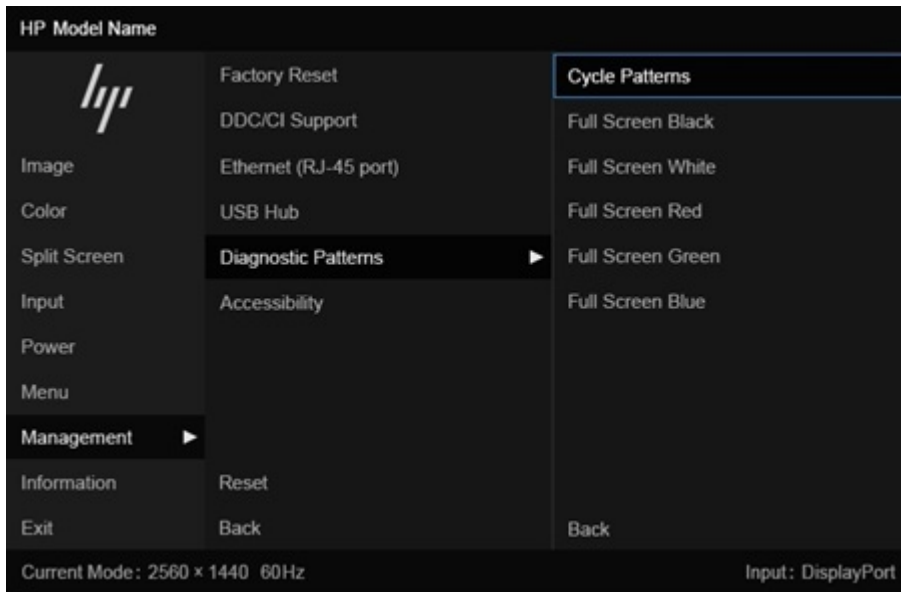 HP Model Name
hp
Image
Color
Split Screen
Input
Power
Menu
Management
Information
Exit
Factory Reset
DDC/CI Support
Ethernet (RJ-45 port)
USB Hub
Diagnostic Patterns
Accessibility
Reset
Back
Cycle Patterns
Full Screen Black
Full Screen White
Full Screen Red
Full Screen Green
Full Screen Blue
Back
Current Mode: 2560 × 1440 60Hz
Input: DisplayPort